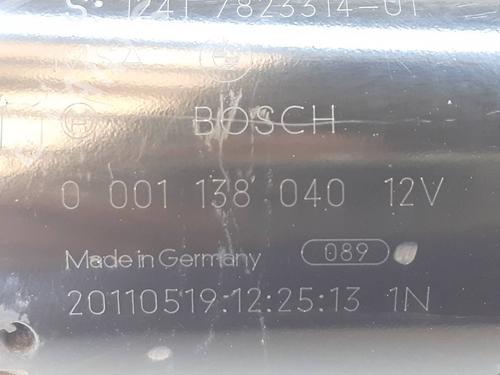 S. 1241 7823314-01
BOSCH
0 001 138 040 12V
Made in Germany 089
20110519:12:25:13 1N